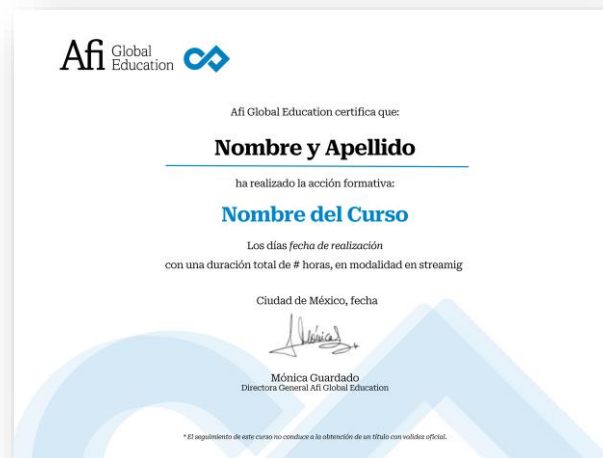 Afi Global
Education
Afi Global Education certifica que:
Nombre y Apellido
ha realizado la acción formativa:
Nombre del Curso
Los días fecha de realización
con una duración total de # horas, en modalidad en streamig
Ciudad de México, fecha
Mónica
Mónica Guardado
Directora General Afi Global Education
* El seguimiento de este curso no conduce a la obtención de un título con validez oficial.